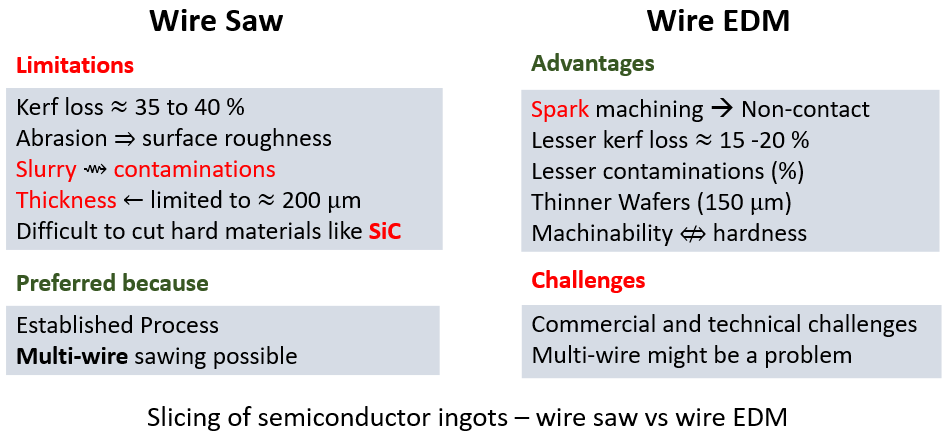 Wire Saw
Limitations
Kerf loss ≈ 35 to 40 %
Abrasion ⇒ surface roughness
Slurry ⇝ contaminations
Thickness ← limited to ≈ 200 μm
Difficult to cut hard materials like SiC
Preferred because
Established Process
Multi-wire sawing possible
Wire EDM
Advantages
Spark machining → Non-contact
Lesser kerf loss ≈ 15 -20 %
Lesser contaminations (%)
Thinner Wafers (150 μm)
Machinability ⇎ hardness
Challenges
Commercial and technical challenges
Multi-wire might be a problem
Slicing of semiconductor ingots – wire saw vs wire EDM